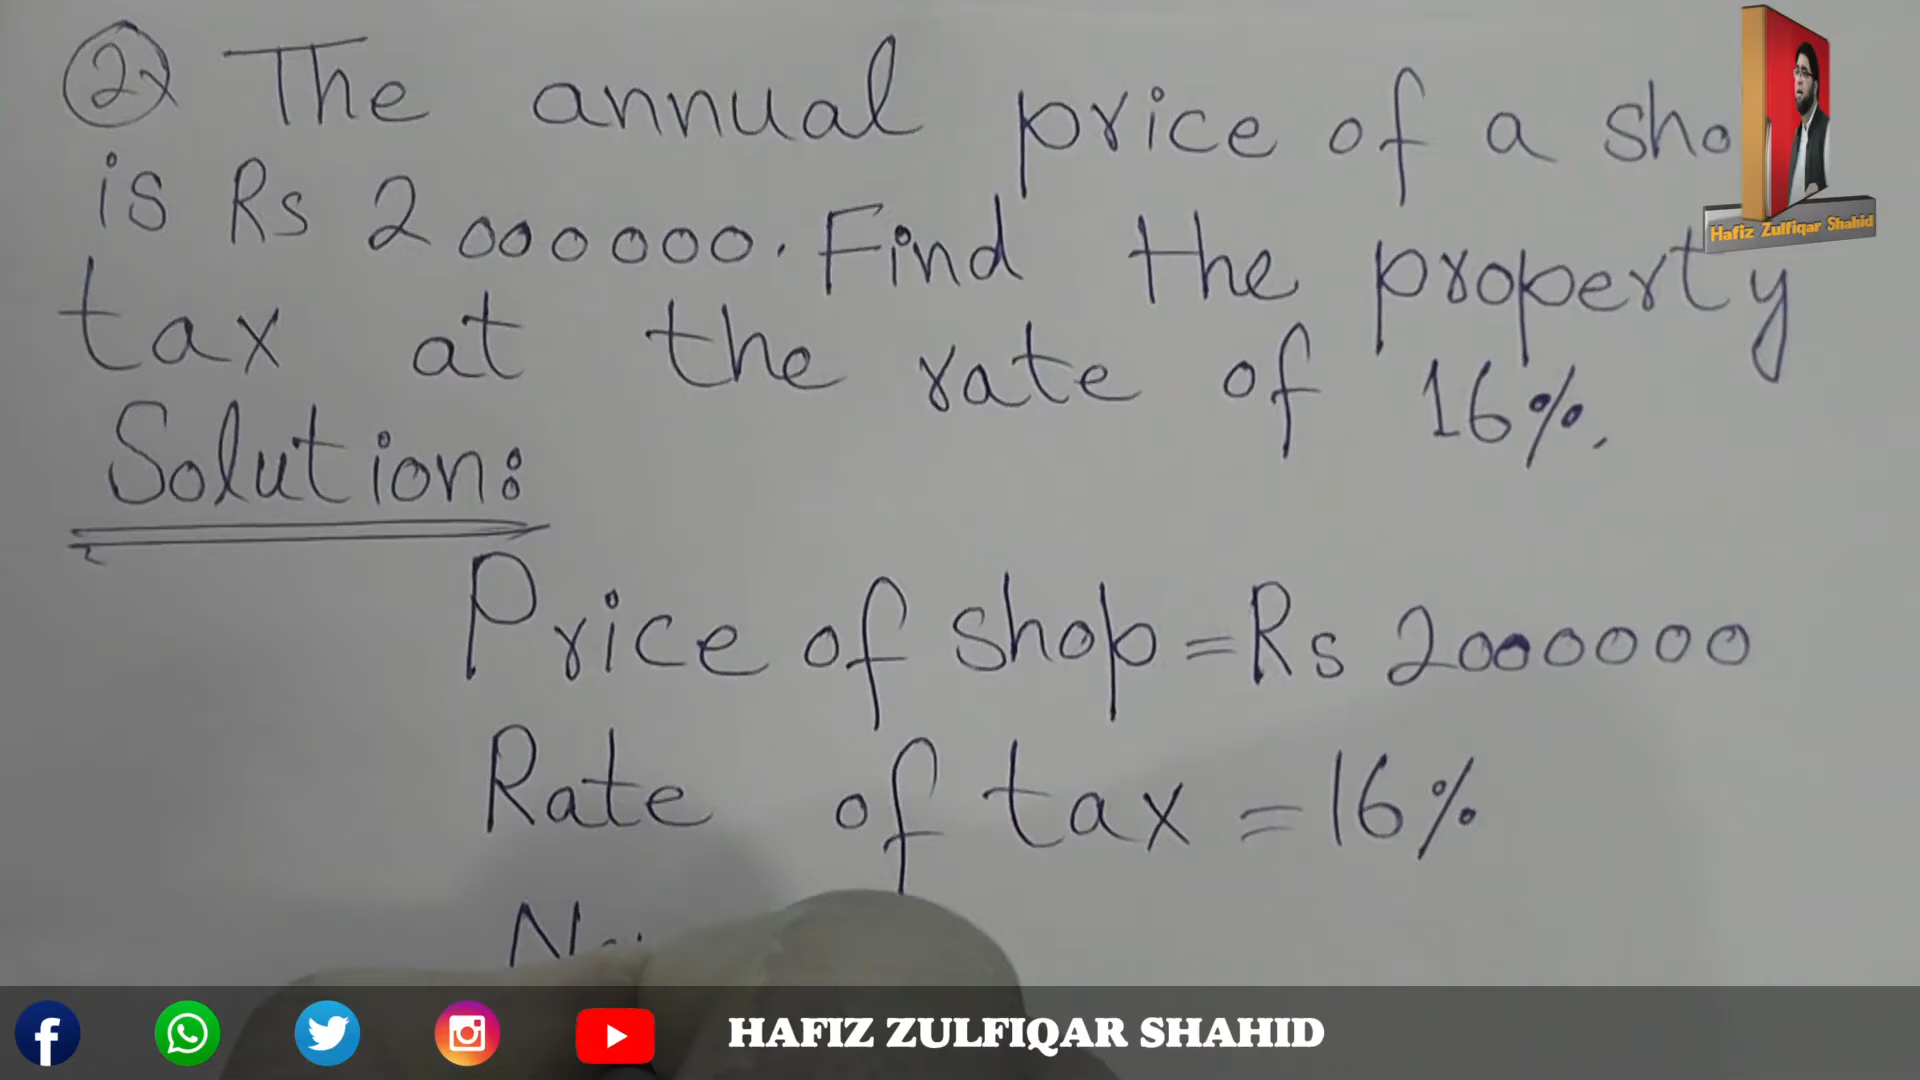 2 The annual price of a sho
is Rs 2000000. Find the property
tax at the rate of 16%.
Solution:
Price of shop = Rs 2000000
Rate of tax = 16%
Hafiz Zulfiqar Shahid
HAFIZ ZULFIQAR SHAHID